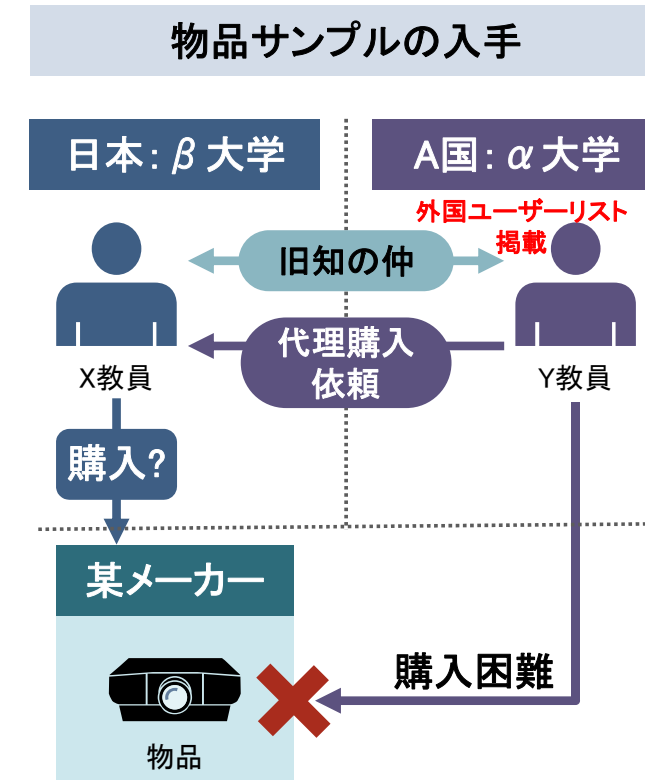 物品サンプルの入手
日本：β大学
A国：α大学
外国ユーザーリスト
掲載
旧知の仲
代理購入
依頼
X教員
Y教員
購入？
某メーカー
購入困難
物品